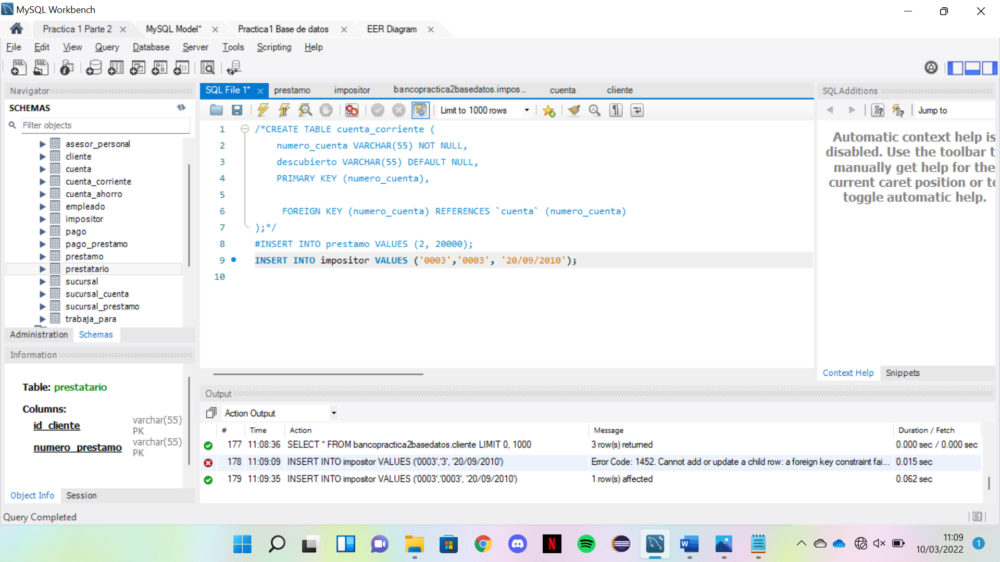 MySQL Workbench
Practica 1 Parte 2
MySQL Model*
Practica1 Base de datos
EER Diagram
File Edit View Query Database Server Tools Scripting Help
Navigator
SCHEMAS
Filter objects
asesor_personal
cliente
cuenta
cuenta_corriente
cuenta_ahorro
empleado
impositor
pago
pago_prestamo
prestamo
prestatario
sucursal
sucursal_cuenta
sucursal_prestamo
trabaja_para
Administration Schemas
Information
Table: prestatario
Columns:
id_cliente varchar(55) PK
numero_prestamo varchar(55) PK
Object Info Session
Query Completed
SQL File 1* prestamo impositor bancopractica2basedatos.impos... cuenta cliente
Limit to 1000 rows
1 /*CREATE TABLE cuenta_corriente (
2 numero_cuenta VARCHAR(55) NOT NULL,
3 descubierto VARCHAR(55) DEFAULT NULL,
4 PRIMARY KEY (numero_cuenta),
5
6 FOREIGN KEY (numero_cuenta) REFERENCES `cuenta` (numero_cuenta)
7 );*/
8 #INSERT INTO prestamo VALUES (2, 20000);
9 INSERT INTO impositor VALUES ('0003','0003', '20/09/2010');
10
SQLAdditions
Jump to
Automatic context help is
disabled. Use the toolbar t
manually get help for the
current caret position or to
toggle automatic help.
Context Help Snippets
Output
Action Output
# Time Action Message Duration / Fetch
177 11:08:36 SELECT * FROM bancopractica2basedatos.cliente LIMIT 0, 1000 3 row(s) returned 0.000 sec / 0.000 sec
178 11:09:09 INSERT INTO impositor VALUES ('0003','3', '20/09/2010') Error Code: 1452. Cannot add or update a child row: a foreign key constraint fai... 0.015 sec
179 11:09:35 INSERT INTO impositor VALUES ('0003','0003', '20/09/2010') 1 row(s) affected 0.062 sec
11:09
10/03/2022
1